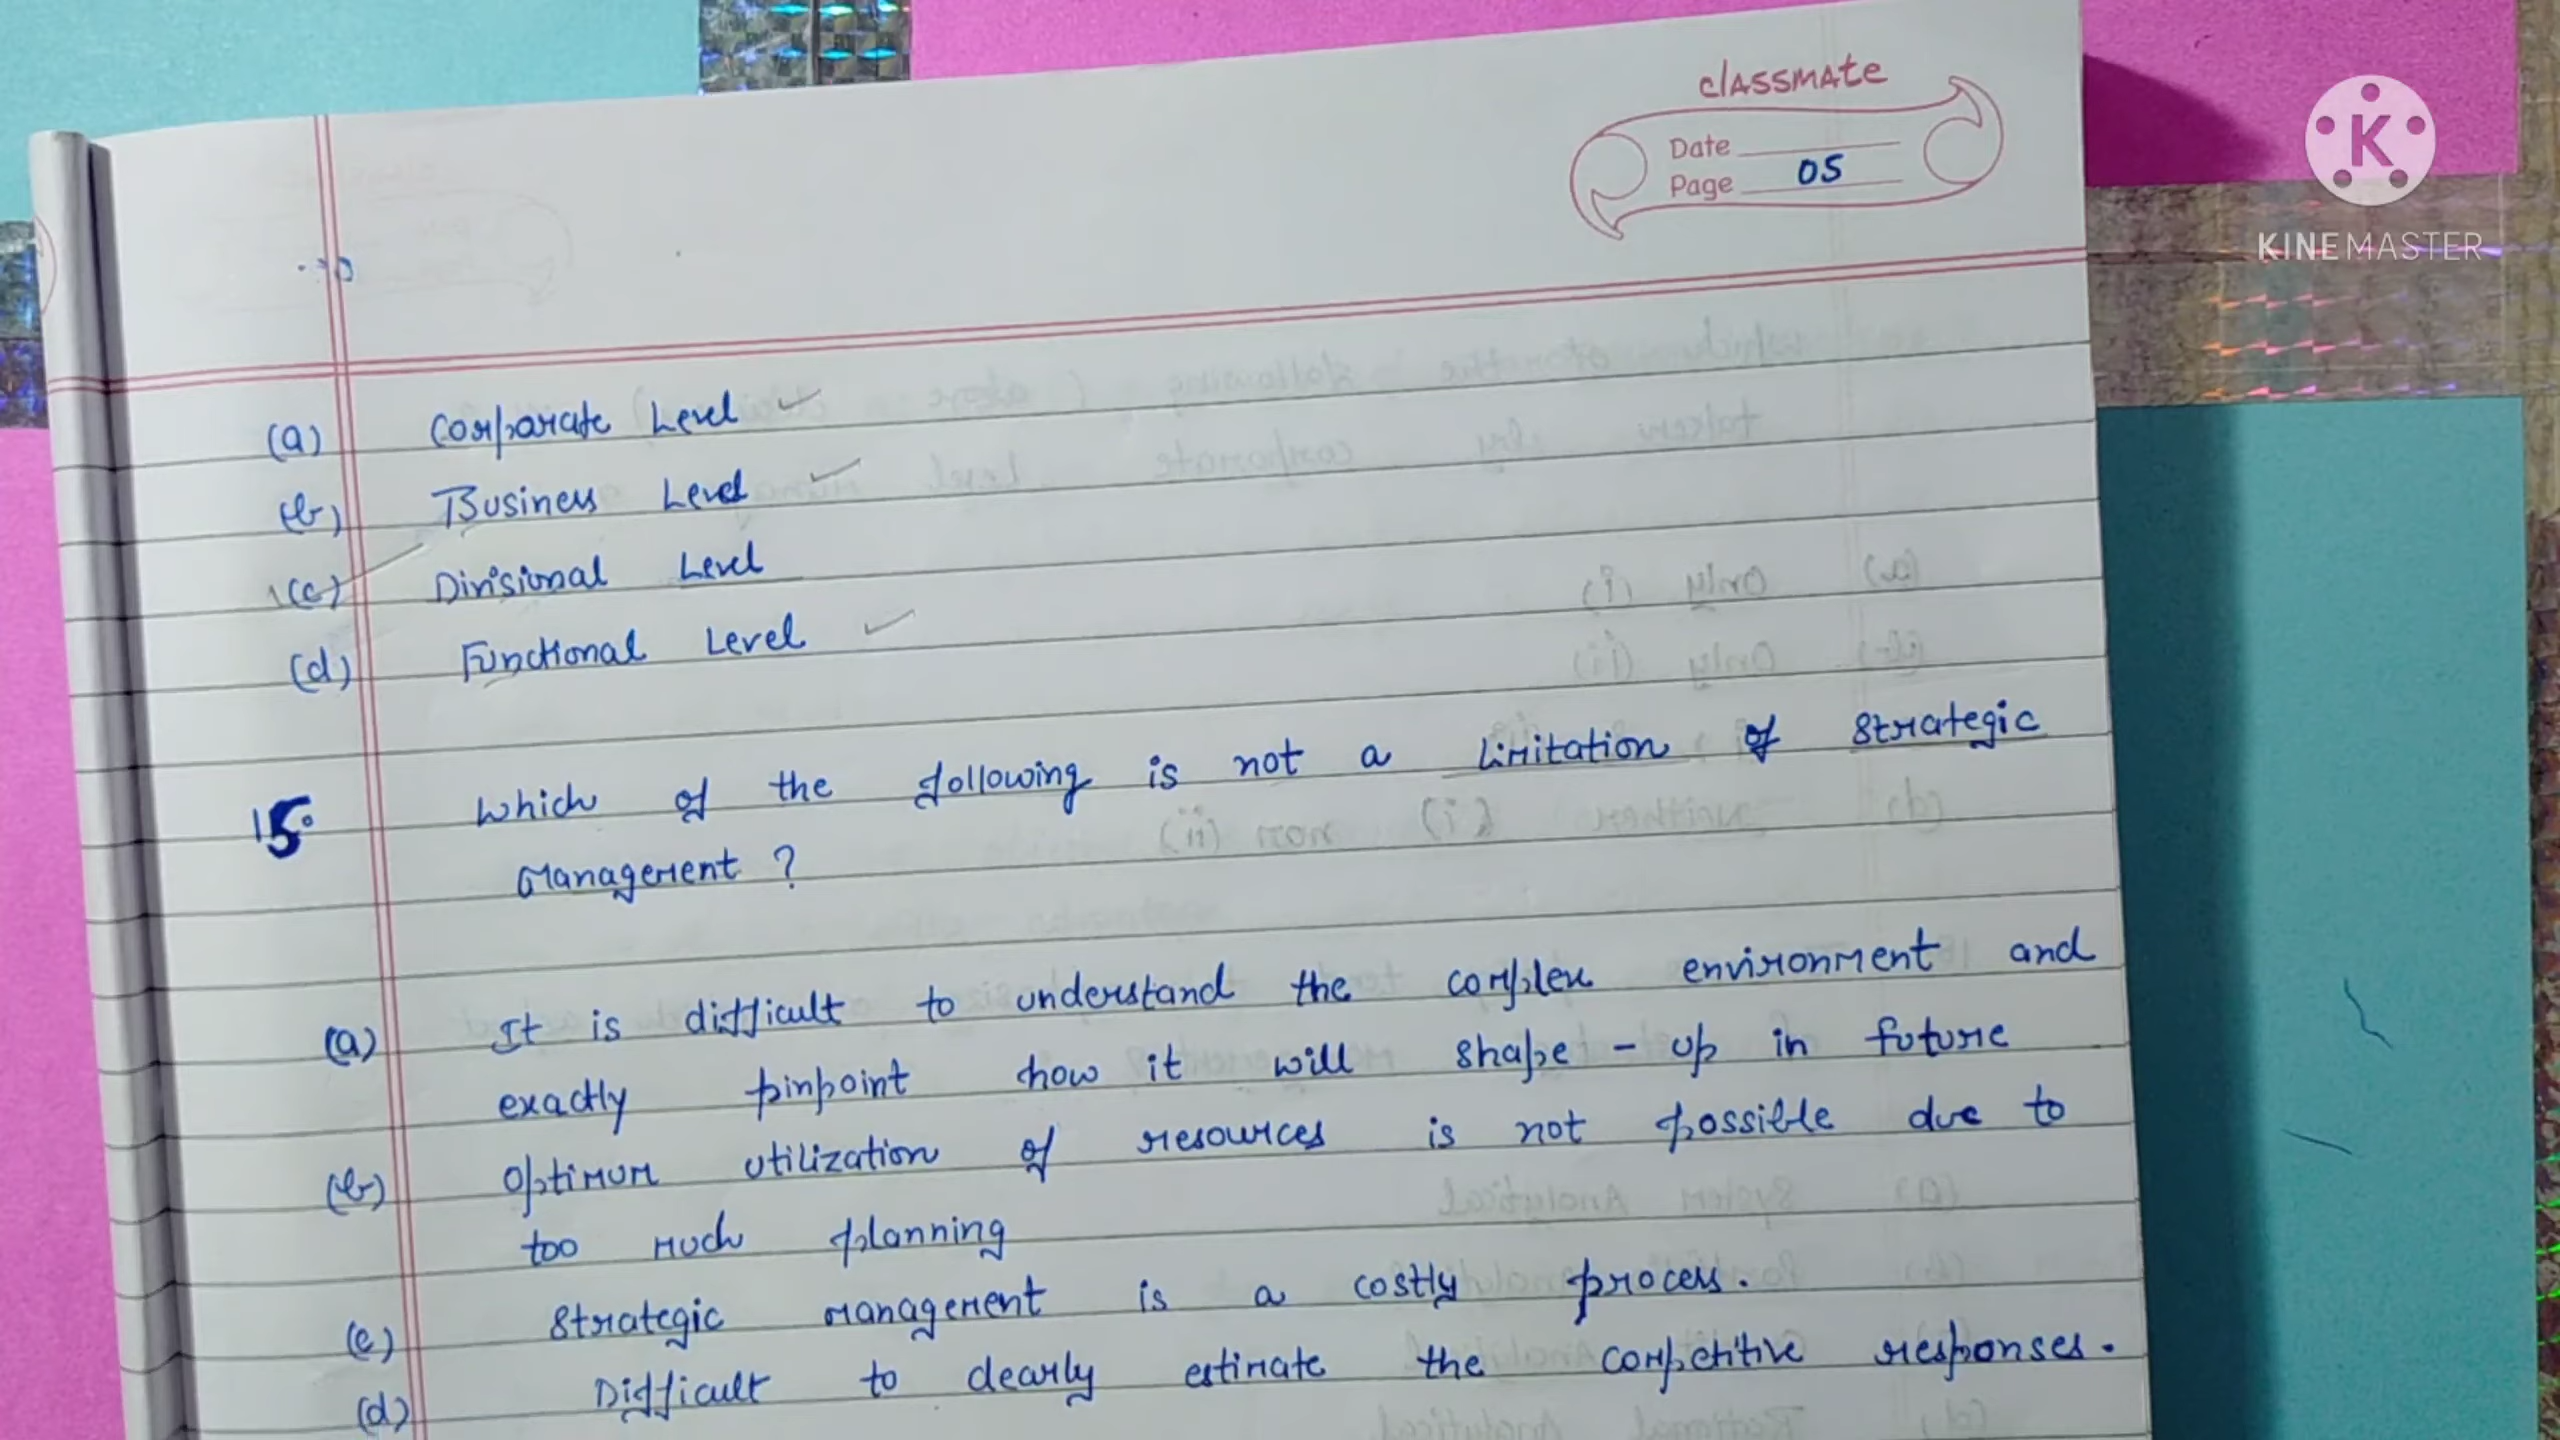 classmate
Date
Page 05
KINEMASTER
(a) Corporate Level ✓
(b) Business Level ✓
(c) Divisional Level
(d) Functional Level ✓
15. Which of the following is not a limitation of strategic
management ?
(a) It is difficult to understand the complex environment and
exactly pinpoint how it will shape - up in future
(b) Optimum utilization of resources is not possible due to
too much planning
(c) Strategic management is a costly process.
(d) Difficult to clearly estimate the competitive responses.